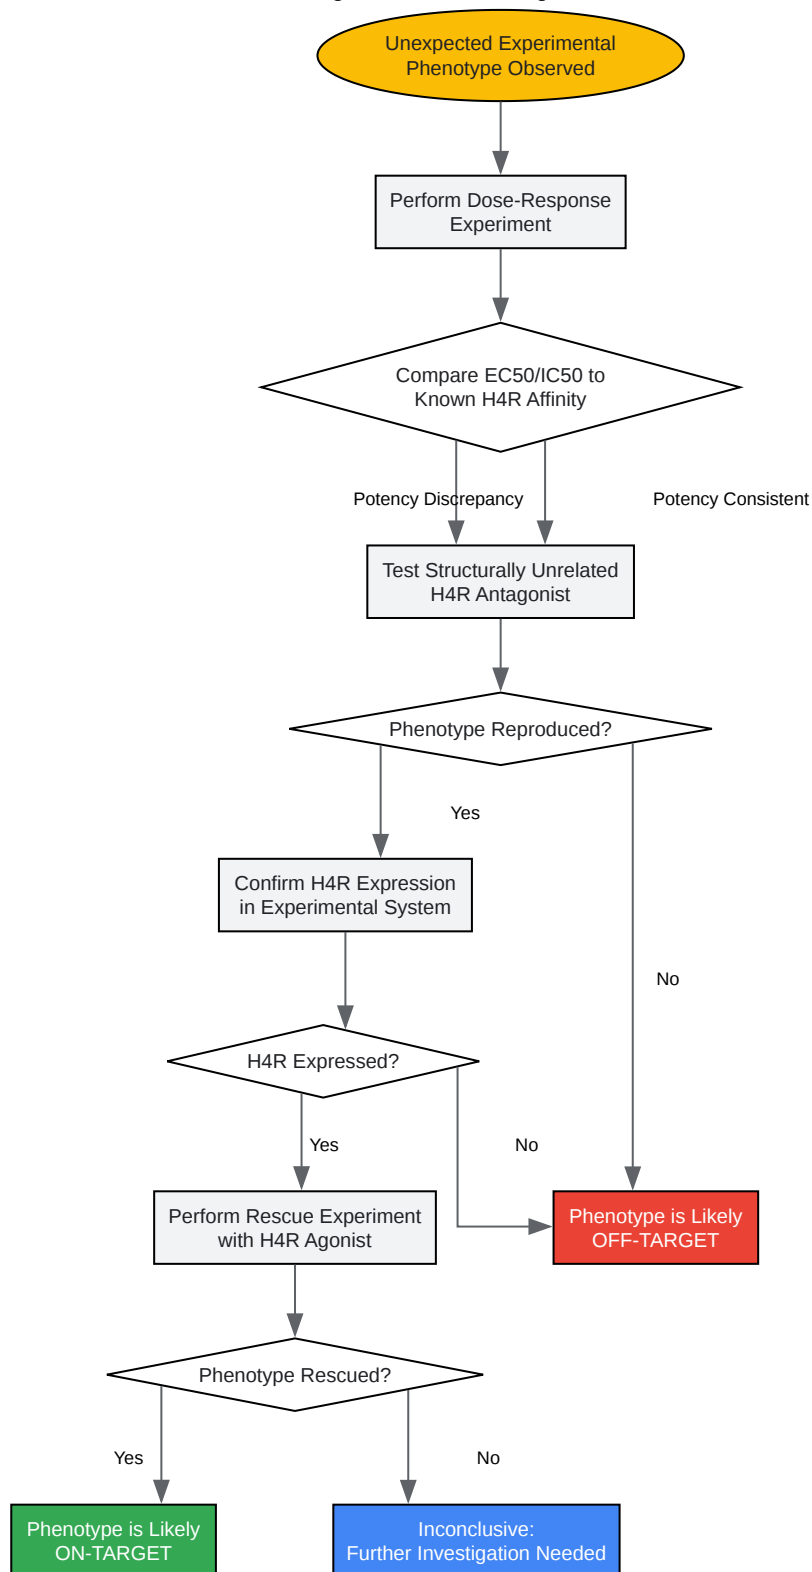 Unexpected Experimental
Phenotype Observed
Perform Dose-Response
Experiment
Compare EC50/IC50 to
Known H4R Affinity
Potency Discrepancy
Potency Consistent
Test Structurally Unrelated
H4R Antagonist
Phenotype Reproduced?
Yes
Confirm H4R Expression
in Experimental System
No
H4R Expressed?
Yes
No
Perform Rescue Experiment
with H4R Agonist
Phenotype is Likely
OFF-TARGET
Phenotype Rescued?
Yes
No
Phenotype is Likely
ON-TARGET
Inconclusive:
Further Investigation Needed